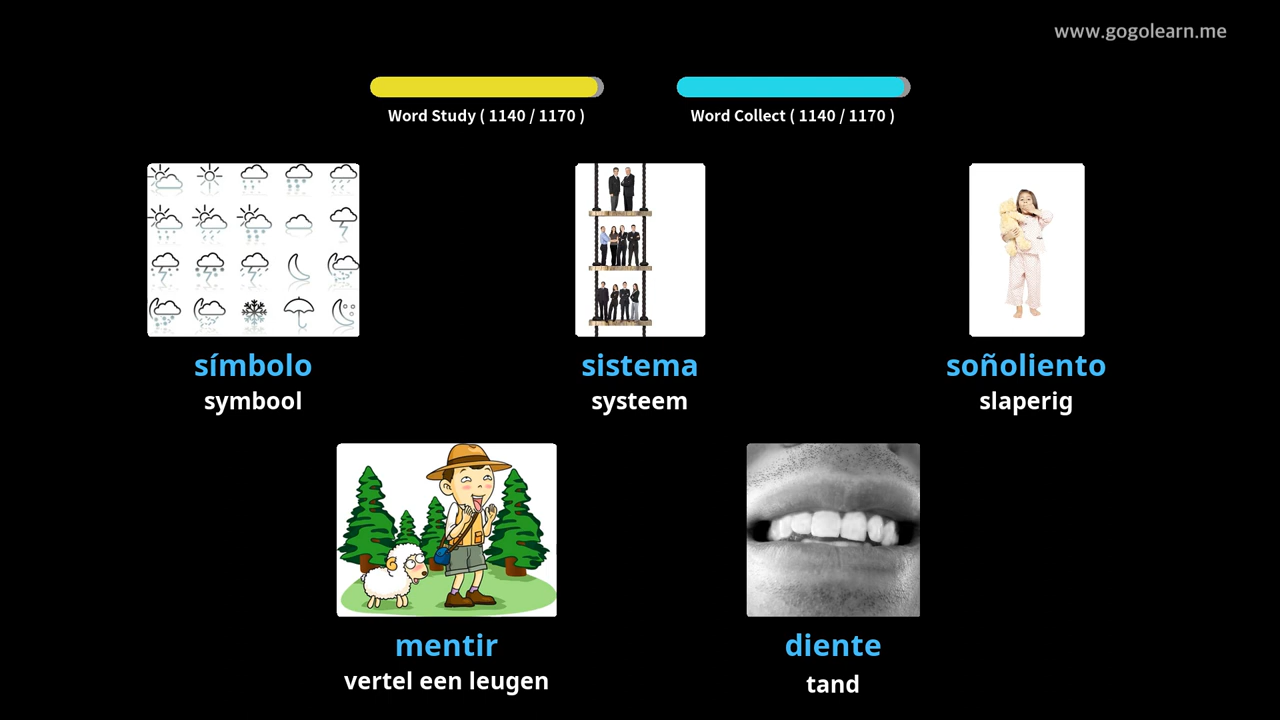 www.gogolearn.me
Word Study ( 1140 / 1170 )
Word Collect ( 1140 / 1170 )
símbolo
symbool
sistema
systeem
soñoliento
slaperig
mentir
vertel een leugen
diente
tand